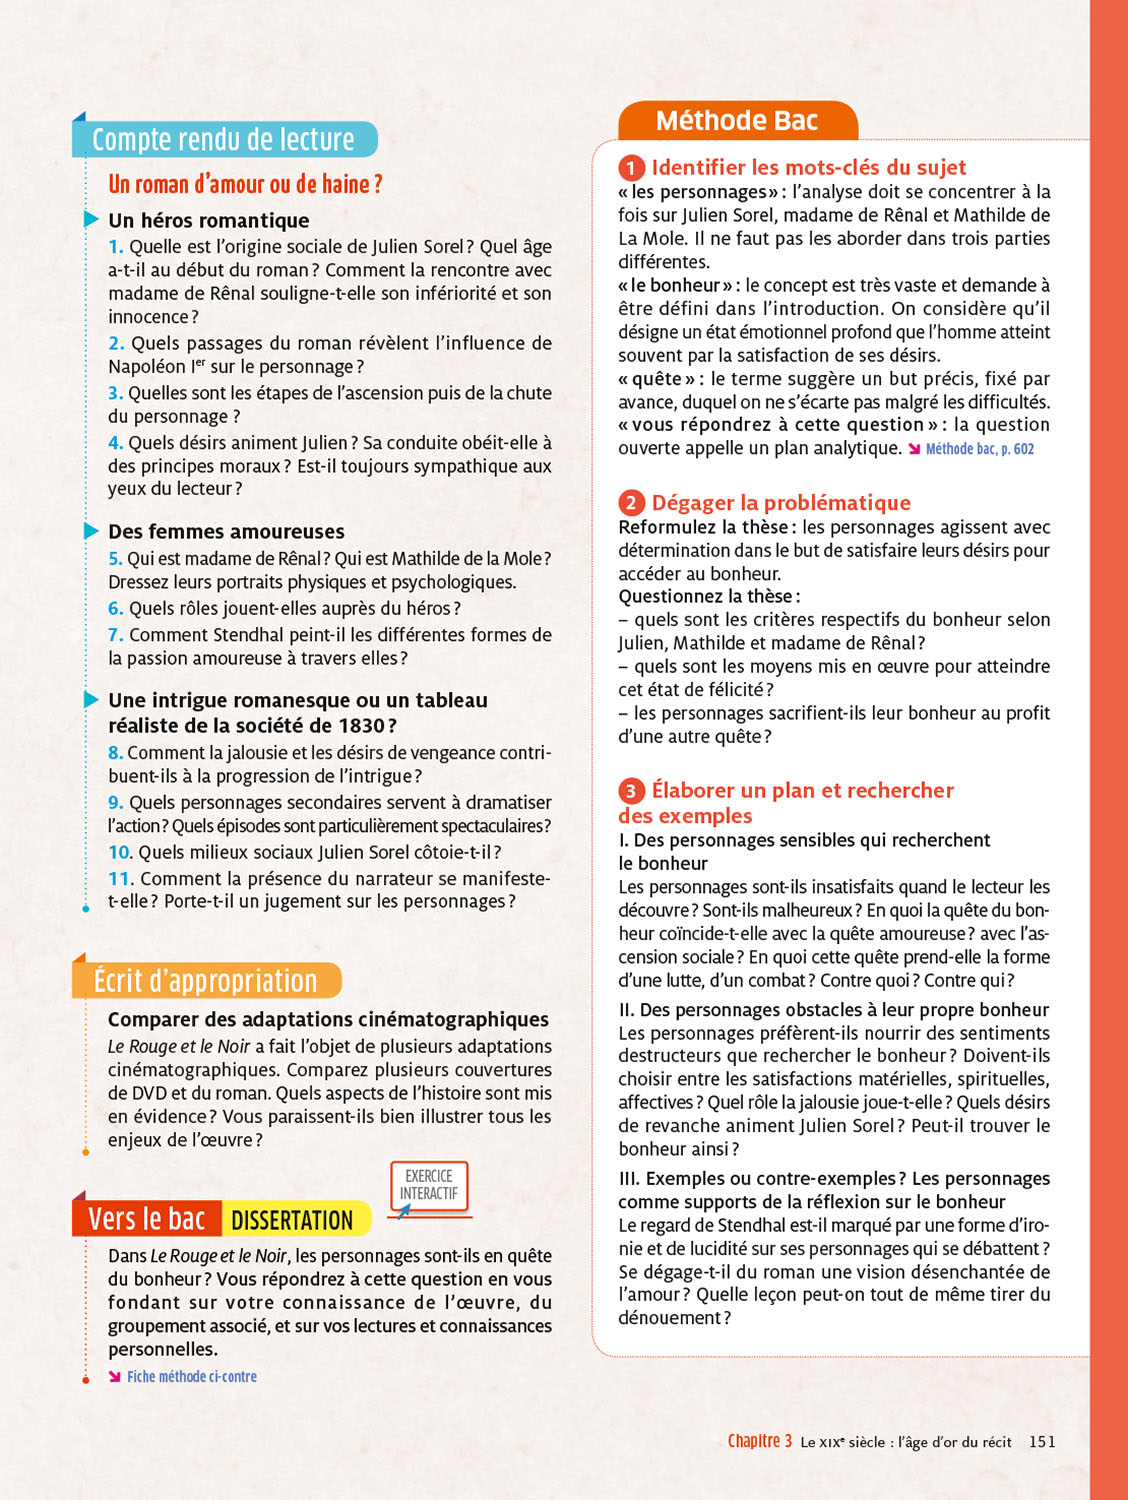 Compte rendu de lecture
Un roman d'amour ou de haine ?
Un héros romantique
1. Quelle est l'origine sociale de Julien Sorel ? Quel âge
a-t-il au début du roman ? Comment la rencontre avec
madame de Rênal souligne-t-elle son infériorité et son
innocence ?
2. Quels passages du roman révèlent l'influence de
Napoléon Ier sur le personnage ?
3. Quelles sont les étapes de l'ascension puis de la chute
du personnage ?
4. Quels désirs animent Julien ? Sa conduite obéit-elle à
des principes moraux ? Est-il toujours sympathique aux
yeux du lecteur ?
Des femmes amoureuses
5. Qui est madame de Rênal ? Qui est Mathilde de la Mole ?
Dressez leurs portraits physiques et psychologiques.
6. Quels rôles jouent-elles auprès du héros ?
7. Comment Stendhal peint-il les différentes formes de
la passion amoureuse à travers elles ?
Une intrigue romanesque ou un tableau
réaliste de la société de 1830 ?
8. Comment la jalousie et les désirs de vengeance contri-
buent-ils à la progression de l'intrigue ?
9. Quels personnages secondaires servent à dramatiser
l'action ? Quels épisodes sont particulièrement spectaculaires ?
10. Quels milieux sociaux Julien Sorel côtoie-t-il ?
11. Comment la présence du narrateur se manifeste-
t-elle ? Porte-t-il un jugement sur les personnages ?
Écrit d'appropriation
Comparer des adaptations cinématographiques
Le Rouge et le Noir a fait l'objet de plusieurs adaptations
cinématographiques. Comparez plusieurs couvertures
de DVD et du roman. Quels aspects de l'histoire sont mis
en évidence ? Vous paraissent-ils bien illustrer tous les
enjeux de l'œuvre ?
EXERCICE
INTERACTIF
Vers le bac DISSERTATION
Dans Le Rouge et le Noir, les personnages sont-ils en quête
du bonheur ? Vous répondrez à cette question en vous
fondant sur votre connaissance de l'œuvre, du
groupement associé, et sur vos lectures et connaissances
personnelles.
Fiche méthode ci-contre
Méthode Bac
1 Identifier les mots-clés du sujet
« les personnages » : l'analyse doit se concentrer à la
fois sur Julien Sorel, madame de Rênal et Mathilde de
La Mole. Il ne faut pas les aborder dans trois parties
différentes.
« le bonheur » : le concept est très vaste et demande à
être défini dans l'introduction. On considère qu'il
désigne un état émotionnel profond que l'homme atteint
souvent par la satisfaction de ses désirs.
« quête » : le terme suggère un but précis, fixé par
avance, duquel on ne s'écarte pas malgré les difficultés.
« vous répondrez à cette question » : la question
ouverte appelle un plan analytique. Méthode bac, p. 602
2 Dégager la problématique
Reformulez la thèse : les personnages agissent avec
détermination dans le but de satisfaire leurs désirs pour
accéder au bonheur.
Questionnez la thèse :
– quels sont les critères respectifs du bonheur selon
Julien, Mathilde et madame de Rênal ?
– quels sont les moyens mis en œuvre pour atteindre
cet état de félicité ?
– les personnages sacrifient-ils leur bonheur au profit
d'une autre quête ?
3 Élaborer un plan et rechercher
des exemples
I. Des personnages sensibles qui recherchent
le bonheur
Les personnages sont-ils insatisfaits quand le lecteur les
découvre ? Sont-ils malheureux ? En quoi la quête du bon-
heur coïncide-t-elle avec la quête amoureuse ? avec l'as-
cension sociale ? En quoi cette quête prend-elle la forme
d'une lutte, d'un combat ? Contre quoi ? Contre qui ?
II. Des personnages obstacles à leur propre bonheur
Les personnages préfèrent-ils nourrir des sentiments
destructeurs que rechercher le bonheur ? Doivent-ils
choisir entre les satisfactions matérielles, spirituelles,
affectives ? Quel rôle la jalousie joue-t-elle ? Quels désirs
de revanche animent Julien Sorel ? Peut-il trouver le
bonheur ainsi ?
III. Exemples ou contre-exemples ? Les personnages
comme supports de la réflexion sur le bonheur
Le regard de Stendhal est-il marqué par une forme d'iro-
nie et de lucidité sur ses personnages qui se débattent ?
Se dégage-t-il du roman une vision désenchantée de
l'amour ? Quelle leçon peut-on tout de même tirer du
dénouement ?
Chapitre 3 Le XIXe siècle : l'âge d'or du récit 151